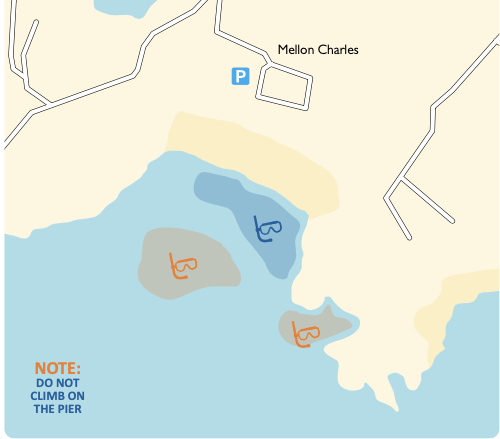 Mellon Charles
P
NOTE:
DO NOT
CLIMB ON
THE PIER